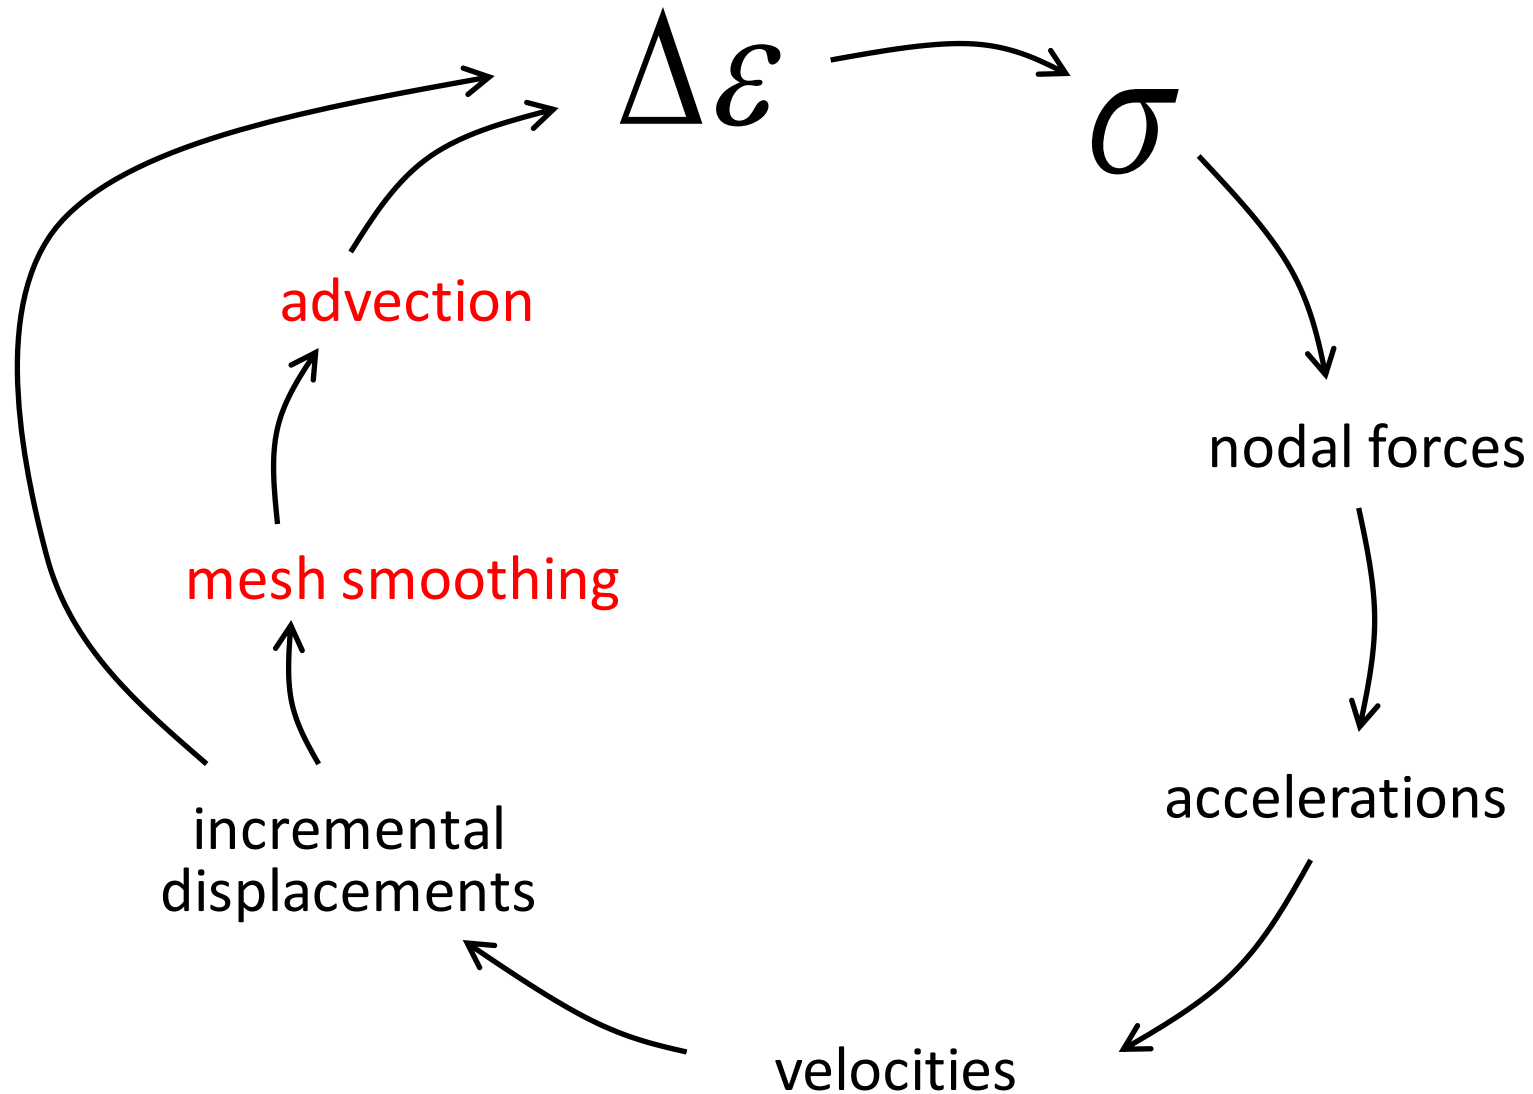 Δε
σ
advection
nodal forces
mesh smoothing
accelerations
incremental
displacements
velocities